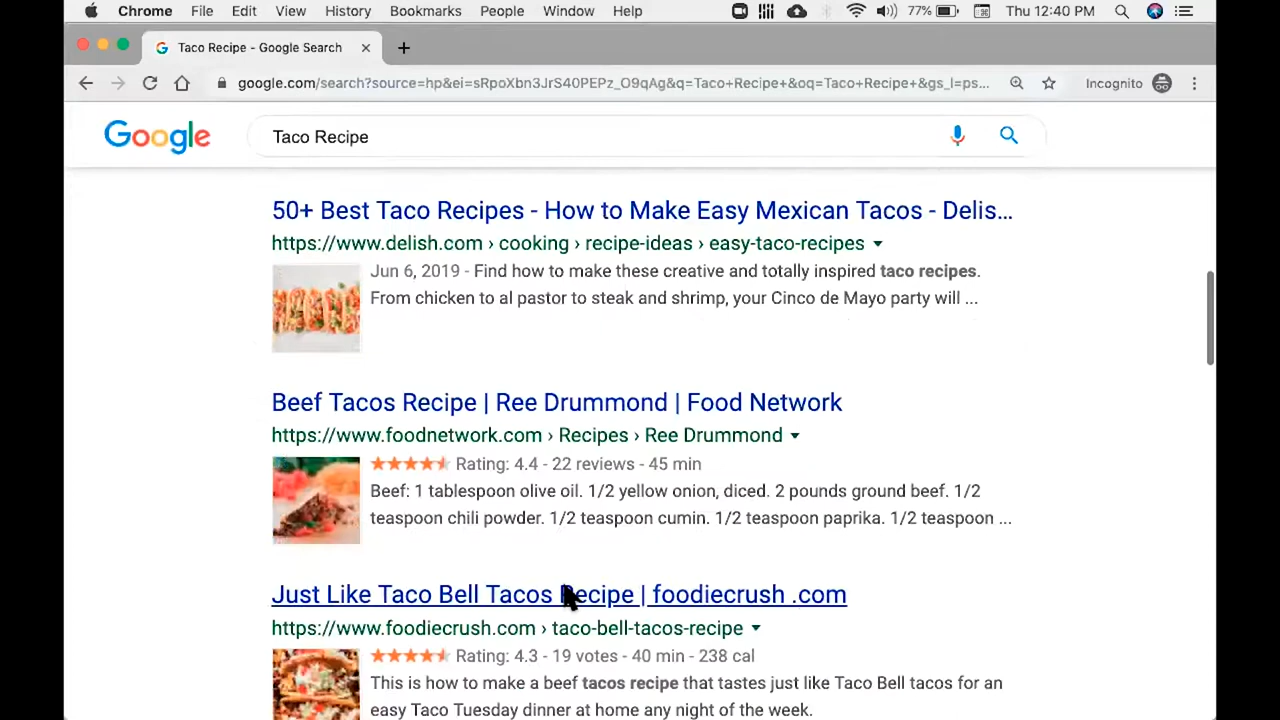 Chrome File Edit View History Bookmarks People Window Help 77% Thu 12:40 PM
Taco Recipe - Google Search
google.com/search?source=hp&ei=sRpoXbn3JrS40PEPz_O9qAg&q=Taco+Recipe+&oq=Taco+Recipe+&gs_l=ps... Incognito
Google Taco Recipe
50+ Best Taco Recipes - How to Make Easy Mexican Tacos - Delis...
https://www.delish.com › cooking › recipe-ideas › easy-taco-recipes
Jun 6, 2019 - Find how to make these creative and totally inspired taco recipes.
From chicken to al pastor to steak and shrimp, your Cinco de Mayo party will ...
Beef Tacos Recipe | Ree Drummond | Food Network
https://www.foodnetwork.com › Recipes › Ree Drummond
Rating: 4.4 - 22 reviews - 45 min
Beef: 1 tablespoon olive oil. 1/2 yellow onion, diced. 2 pounds ground beef. 1/2
teaspoon chili powder. 1/2 teaspoon cumin. 1/2 teaspoon paprika. 1/2 teaspoon ...
Just Like Taco Bell Tacos Recipe | foodiecrush .com
https://www.foodiecrush.com › taco-bell-tacos-recipe
Rating: 4.3 - 19 votes - 40 min - 238 cal
This is how to make a beef tacos recipe that tastes just like Taco Bell tacos for an
easy Taco Tuesday dinner at home any night of the week.